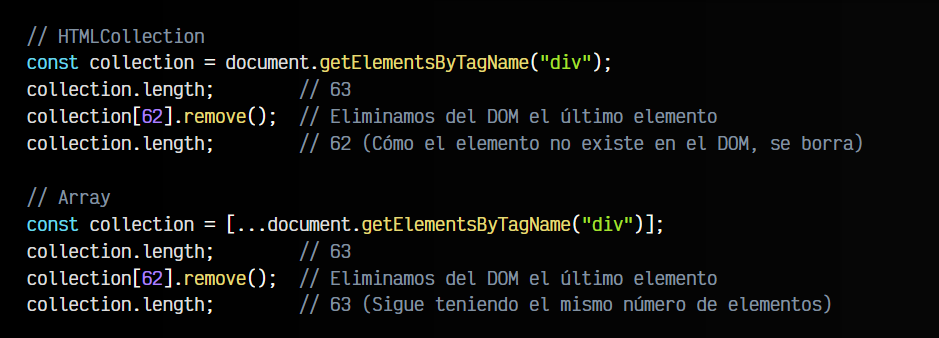 // HTMLCollection
const collection = document.getElementsByTagName("div");
collection.length;        // 63
collection[62].remove();  // Eliminamos del DOM el último elemento
collection.length;        // 62 (Cómo el elemento no existe en el DOM, se borra)

// Array
const collection = [...document.getElementsByTagName("div")];
collection.length;        // 63
collection[62].remove();  // Eliminamos del DOM el último elemento
collection.length;        // 63 (Sigue teniendo el mismo número de elementos)